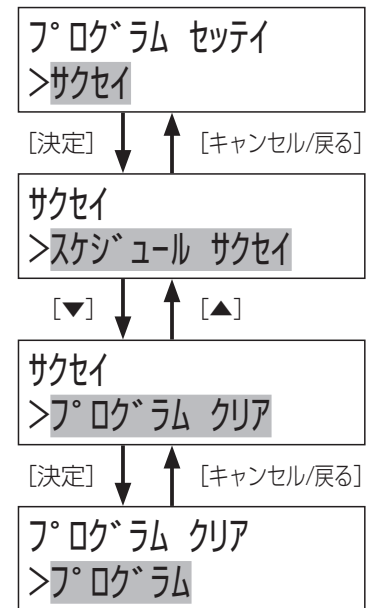 プログラム セッテイ
>サクセイ
[決定] [キャンセル/戻る]
サクセイ
>スケジュール サクセイ
[▼] [▲]
サクセイ
>プログラム クリア
[決定] [キャンセル/戻る]
プログラム クリア
>プログラム